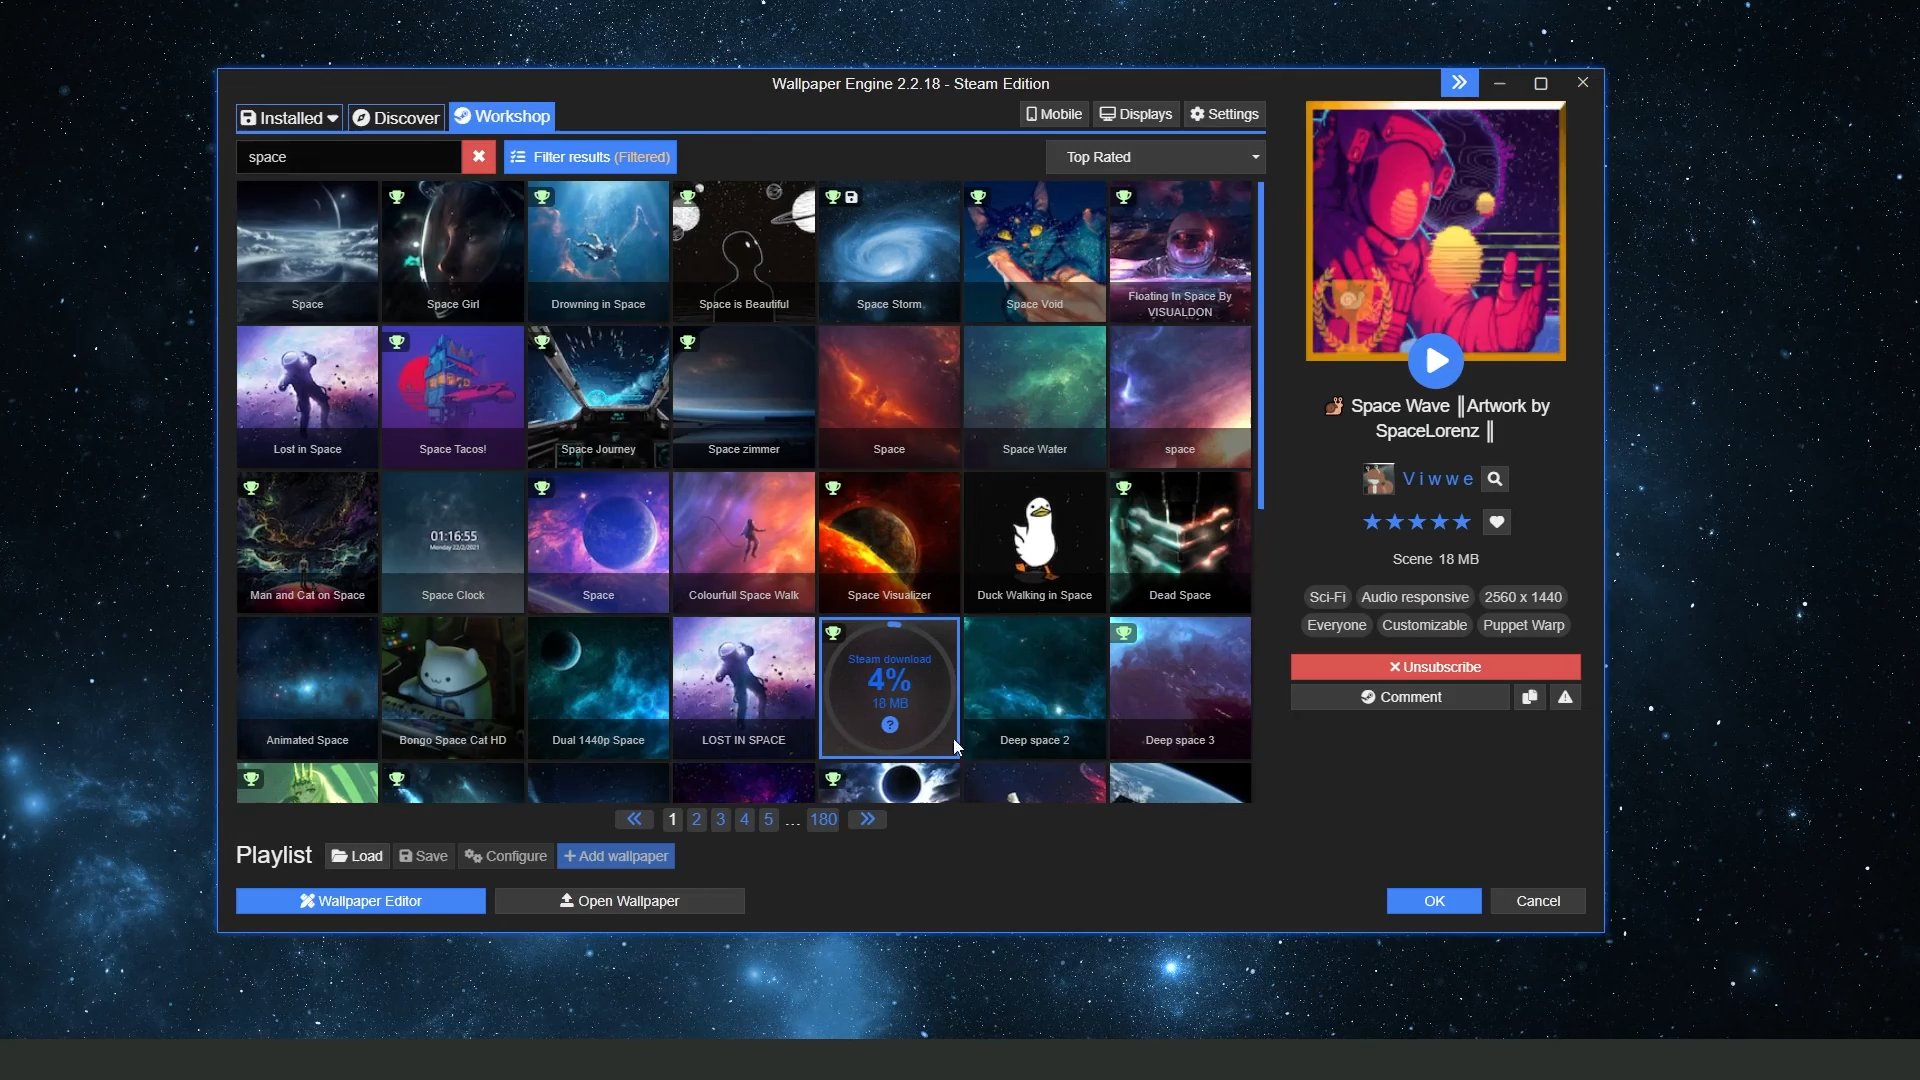 Wallpaper Engine 2.2.18 - Steam Edition
Installed
Discover
Workshop
Mobile
Displays
Settings
space
Filter results (Filtered)
Top Rated
Space
Space Girl
Drowning in Space
Space is Beautiful
Space Storm
Space Void
Floating In Space By
VISUALDON
Lost in Space
Space Tacos!
Space Journey
Space zimmer
Space
Space Water
space
01:16:55
Monday 22/2/2021
Man and Cat on Space
Space Clock
Space
Colourfull Space Walk
Space Visualizer
Duck Walking in Space
Dead Space
Steam download
4%
18 MB
?
Animated Space
Bongo Space Cat HD
Dual 1440p Space
LOST IN SPACE
Deep space 2
Deep space 3
1 2 3 4 5 ... 180
Playlist
Load
Save
Configure
+ Add wallpaper
Wallpaper Editor
Open Wallpaper
Space Wave ║Artwork by
SpaceLorenz ║
V i w w e
Scene 18 MB
Sci-Fi
Audio responsive
2560 x 1440
Everyone
Customizable
Puppet Warp
Unsubscribe
Comment
OK
Cancel